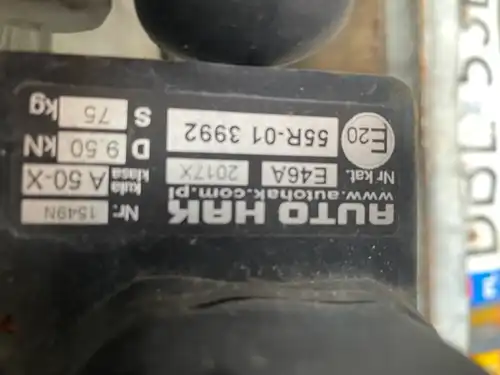 AUTO HAK
www.autohak.com.pl
Nr: 1549N
Nr kat. E46A 2017X
kula klasa A 50-X
E20 55R-01 3992
D 9.50 kN
S 75 kg